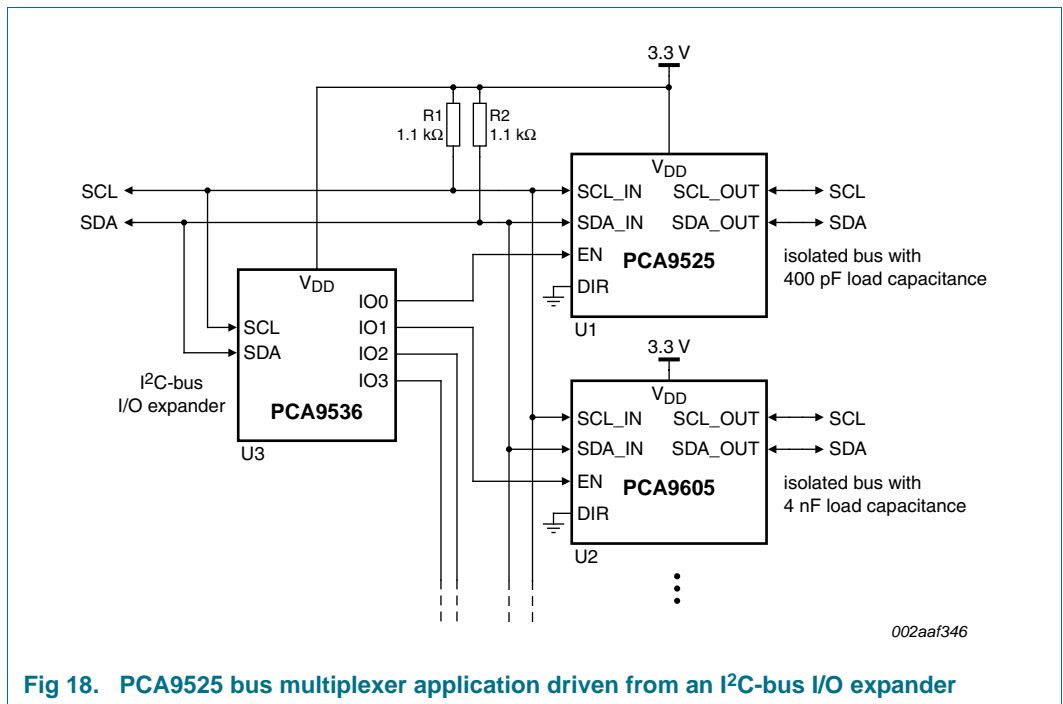 3.3 V
R1
1.1 kΩ
R2
1.1 kΩ
SCL
SDA
VDD
SCL_IN
SCL_OUT
SCL
SDA_IN
SDA_OUT
SDA
EN
PCA9525
DIR
U1
isolated bus with
400 pF load capacitance
VDD
IO0
IO1
IO2
IO3
SCL
SDA
I2C-bus
I/O expander
PCA9536
U3
3.3 V
VDD
SCL_IN
SCL_OUT
SCL
SDA_IN
SDA_OUT
SDA
EN
PCA9605
DIR
U2
isolated bus with
4 nF load capacitance
002aaf346
Fig 18. PCA9525 bus multiplexer application driven from an I2C-bus I/O expander